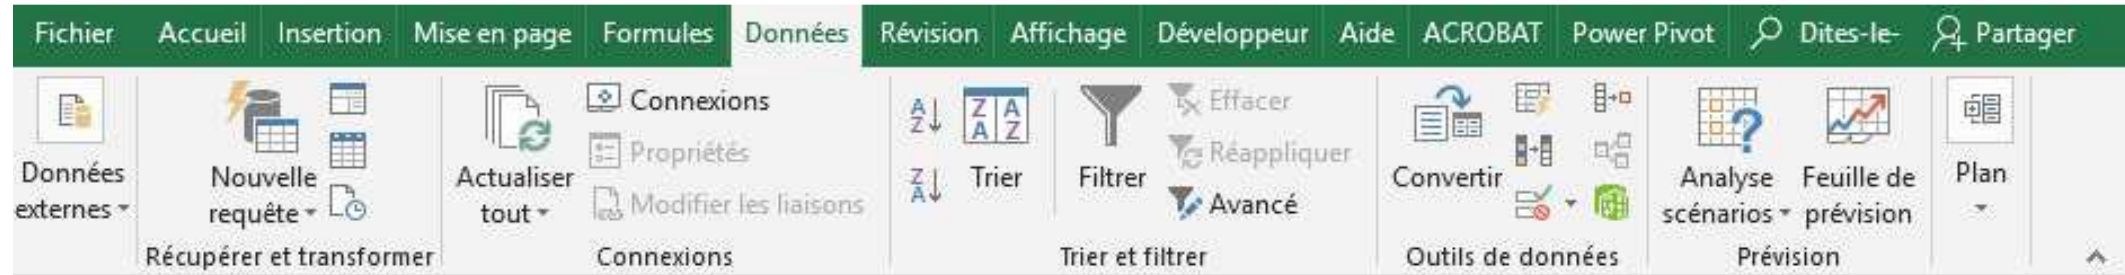 Fichier Accueil Insertion Mise en page Formules Données Révision Affichage Développeur Aide ACROBAT Power Pivot Dites-le- Partager
Données
externes
Nouvelle
requête
Récupérer et transformer
Actualiser
tout
Connexions
Propriétés
Modifier les liaisons
Connexions
A
Z
Z
A
Z A
A Z
Trier
Filtrer
Effacer
Réappliquer
Avancé
Trier et filtrer
Convertir
Outils de données
Analyse
scénarios
Feuille de
prévision
Prévision
Plan